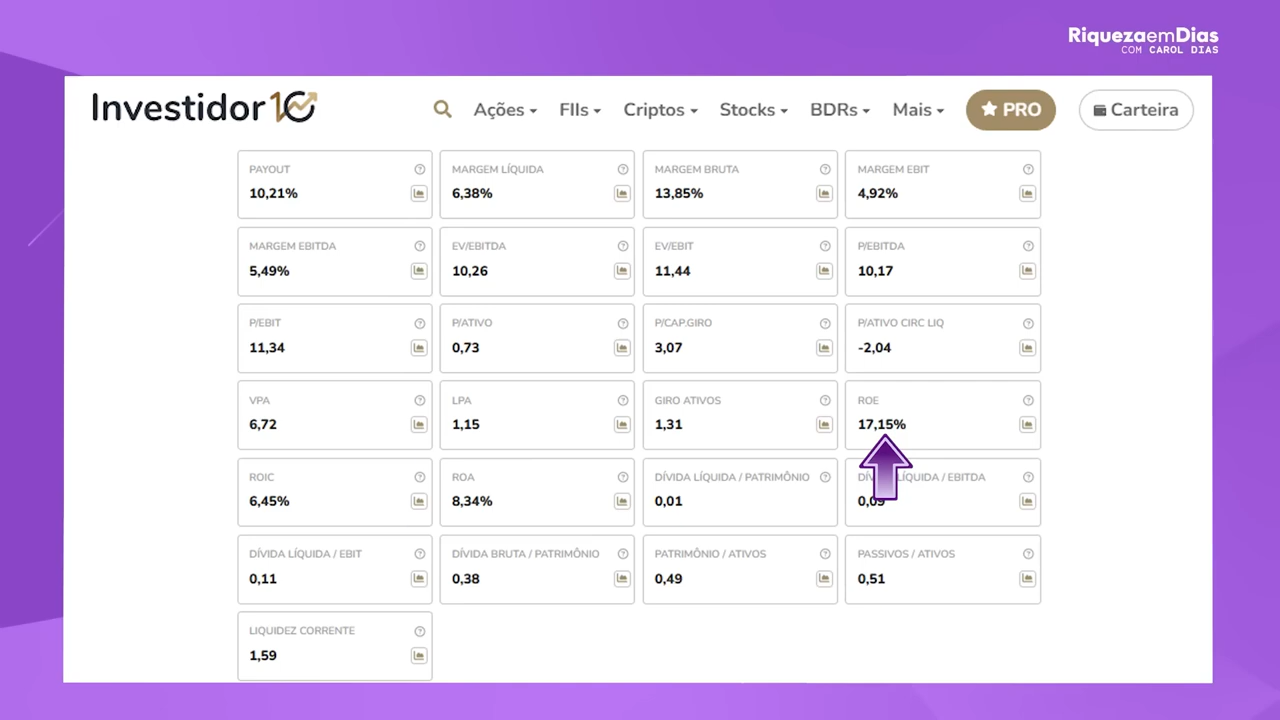 RiquezaemDias
COM CAROL DIAS
Investidor10
Ações
FIIs
Criptos
Stocks
BDRs
Mais
PRO
Carteira
PAYOUT
10,21%
MARGEM LÍQUIDA
6,38%
MARGEM BRUTA
13,85%
MARGEM EBIT
4,92%
MARGEM EBITDA
5,49%
EV/EBITDA
10,26
EV/EBIT
11,44
P/EBITDA
10,17
P/EBIT
11,34
P/ATIVO
0,73
P/CAP.GIRO
3,07
P/ATIVO CIRC LIQ
-2,04
VPA
6,72
LPA
1,15
GIRO ATIVOS
1,31
ROE
17,15%
ROIC
6,45%
ROA
8,34%
DÍVIDA LÍQUIDA / PATRIMÔNIO
0,01
/ EBITDA
DÍVIDA LÍQUIDA / EBIT
0,11
DÍVIDA BRUTA / PATRIMÔNIO
0,38
PATRIMÔNIO / ATIVOS
0,49
PASSIVOS / ATIVOS
0,51
LIQUIDEZ CORRENTE
1,59